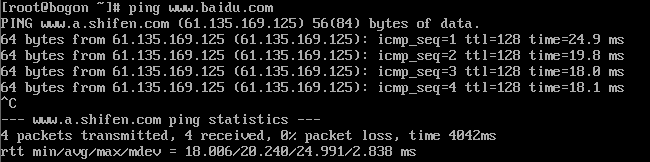 [root@bogon ~]# ping www.baidu.com
PING www.a.shifen.com (61.135.169.125) 56(84) bytes of data.
64 bytes from 61.135.169.125 (61.135.169.125): icmp_seq=1 ttl=128 time=24.9 ms
64 bytes from 61.135.169.125 (61.135.169.125): icmp_seq=2 ttl=128 time=19.8 ms
64 bytes from 61.135.169.125 (61.135.169.125): icmp_seq=3 ttl=128 time=18.0 ms
64 bytes from 61.135.169.125 (61.135.169.125): icmp_seq=4 ttl=128 time=18.1 ms
^C
--- www.a.shifen.com ping statistics ---
4 packets transmitted, 4 received, 0% packet loss, time 4042ms
rtt min/avg/max/mdev = 18.006/20.240/24.991/2.838 ms